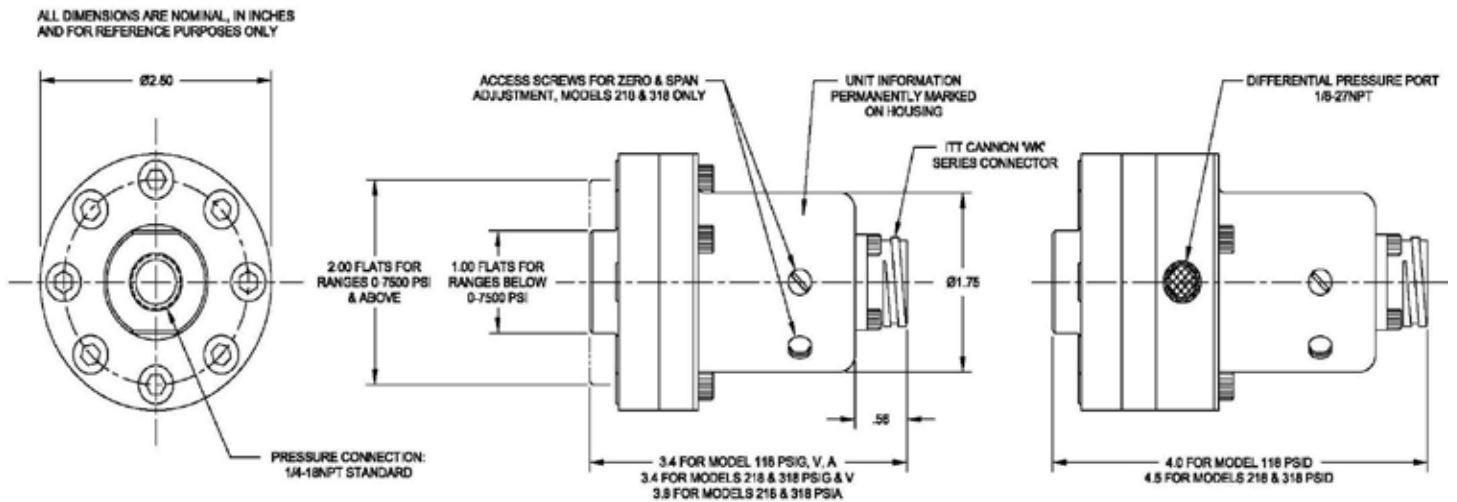 ALL DIMENSIONS ARE NOMINAL, IN INCHES
AND FOR REFERENCE PURPOSES ONLY
Ø2.50
ACCESS SCREWS FOR ZERO & SPAN
ADJUSTMENT, MODELS 218 & 318 ONLY
UNIT INFORMATION
PERMANENTLY MARKED
ON HOUSING
DIFFERENTIAL PRESSURE PORT
1/8-27NPT
ITT CANNON 'WK'
SERIES CONNECTOR
2.00 FLATS FOR
RANGES 0-7500 PSI
& ABOVE
1.00 FLATS FOR
RANGES BELOW
0-7500 PSI
Ø1.75
.56
PRESSURE CONNECTION:
1/4-18NPT STANDARD
3.4 FOR MODEL 118 PSIG, V, A
3.4 FOR MODELS 218 & 318 PSIG & V
3.8 FOR MODELS 218 & 318 PSIA
4.0 FOR MODEL 118 PSID
4.5 FOR MODELS 218 & 318 PSID